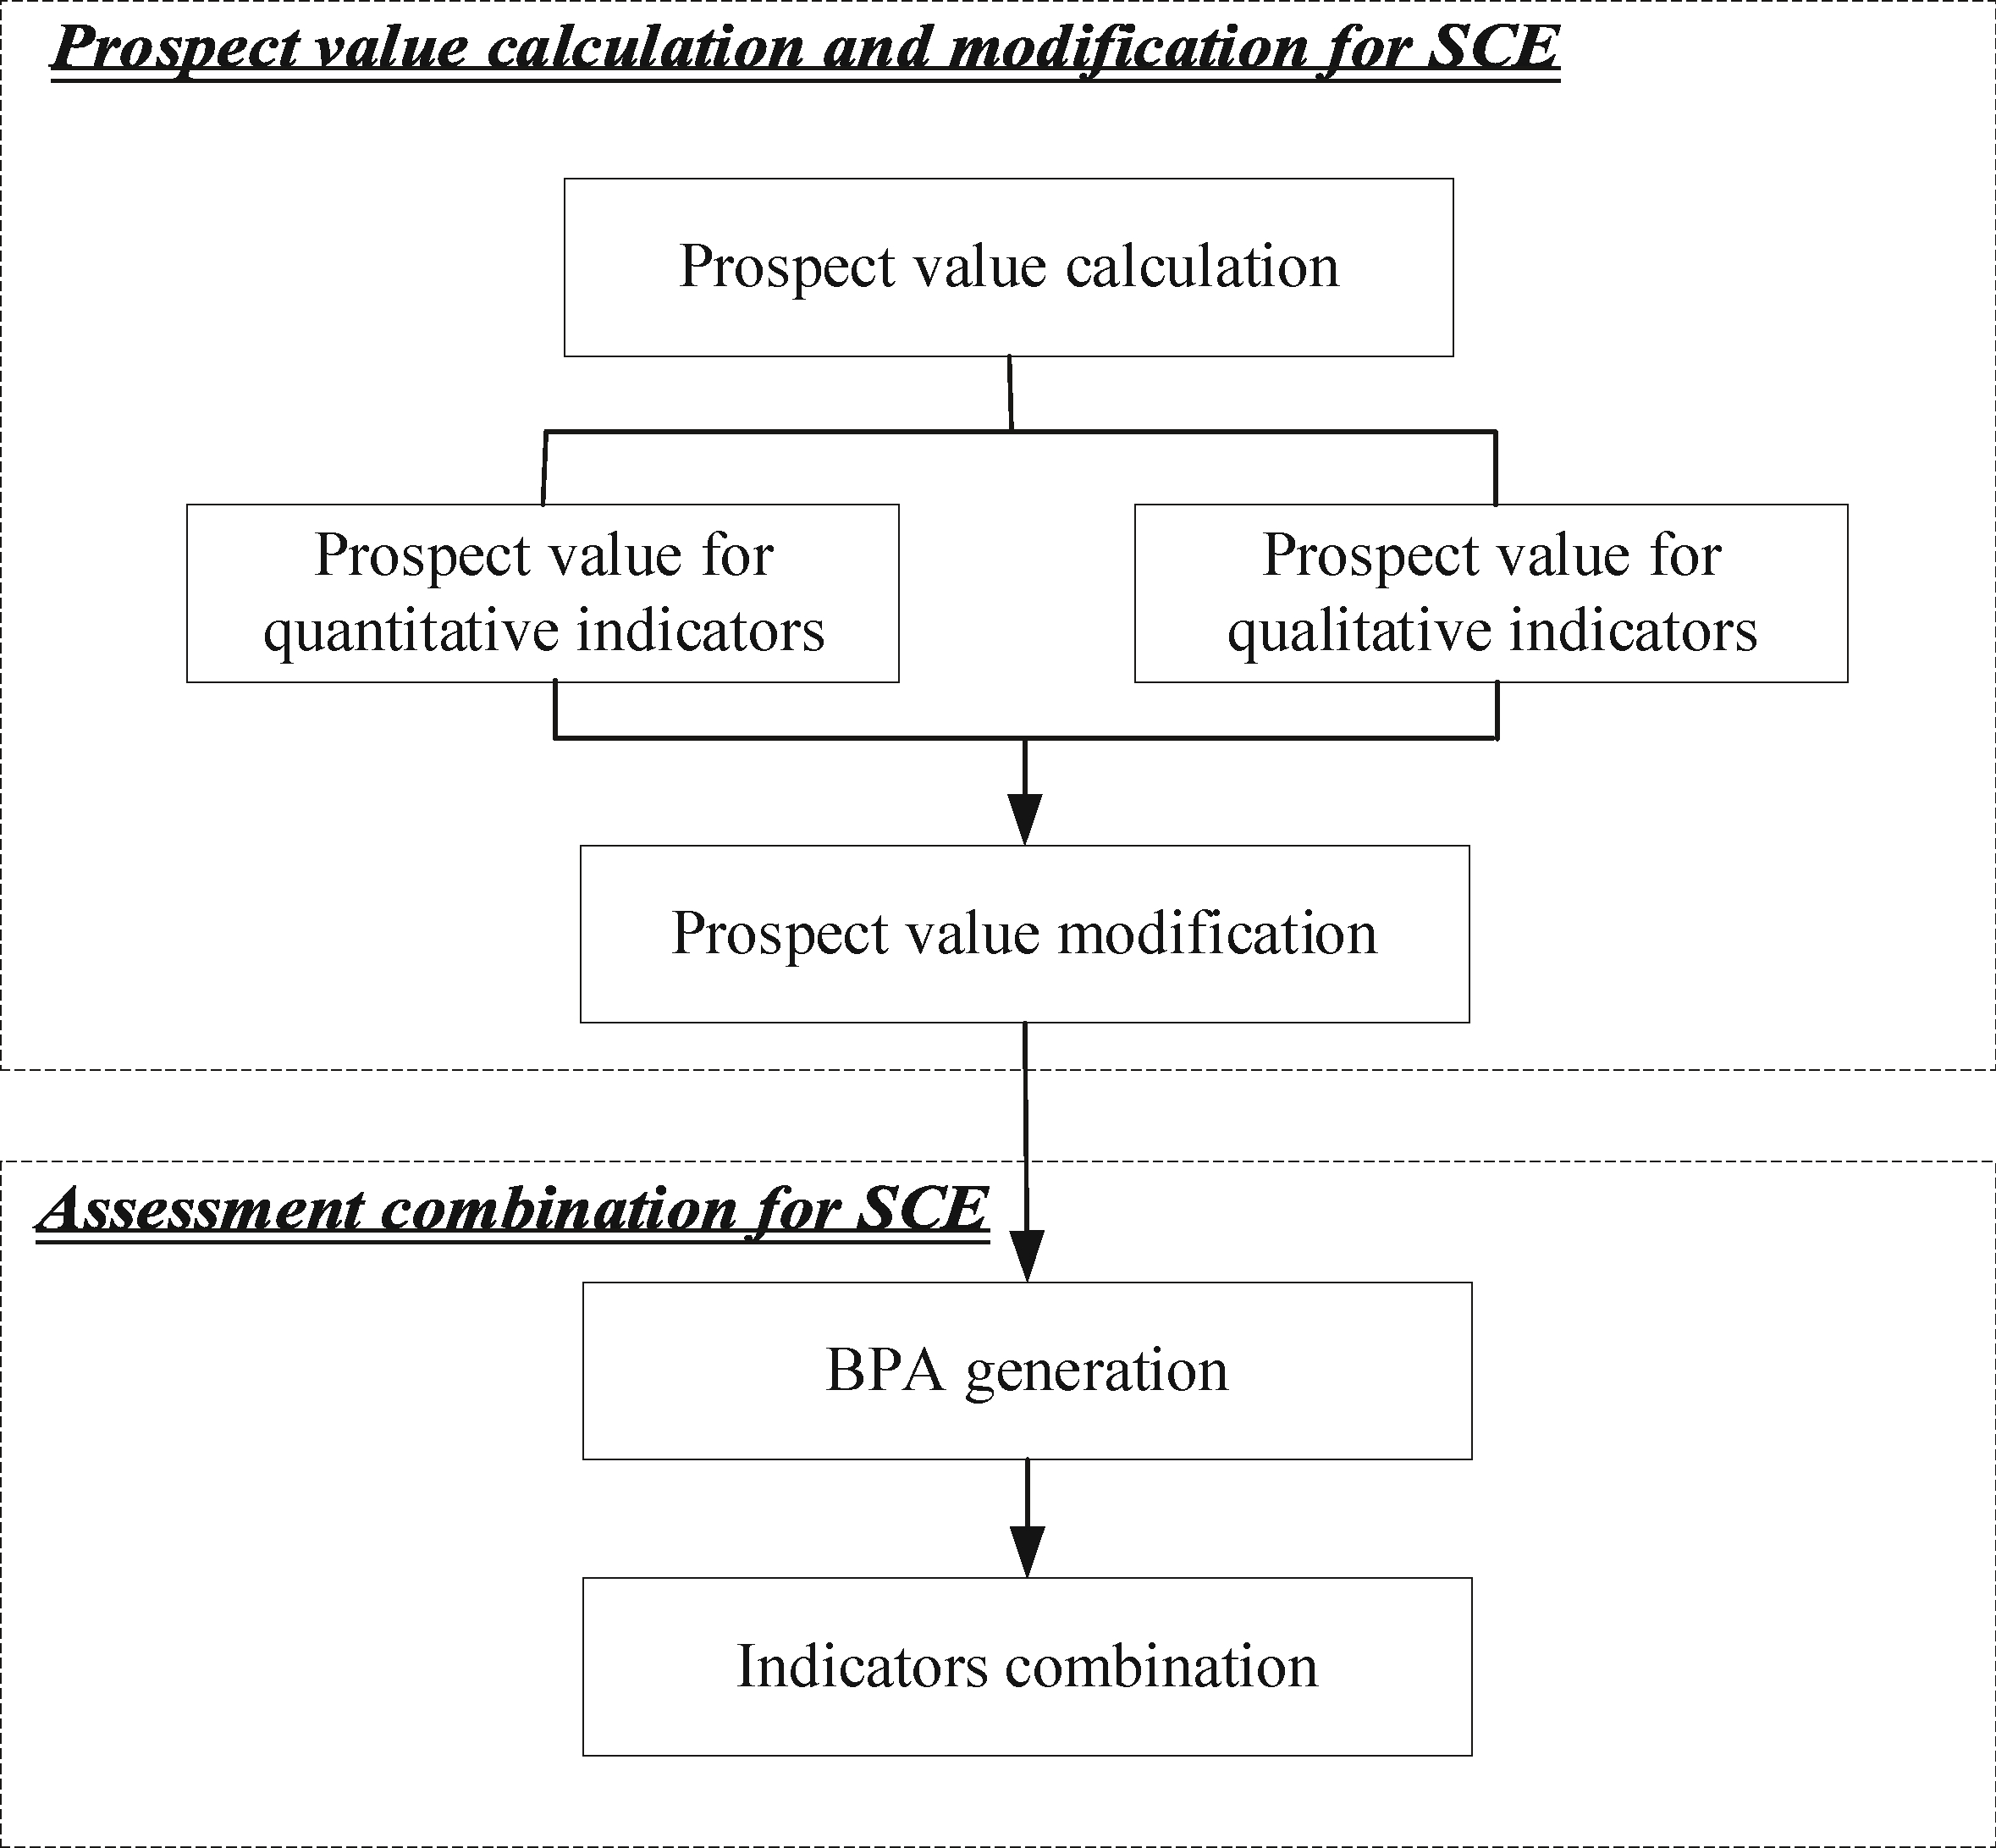 Prospect value calculation and modification for SCE
Prospect value calculation
Prospect value for
quantitative indicators
Prospect value for
qualitative indicators
Prospect value modification
Assessment combination for SCE
BPA generation
Indicators combination